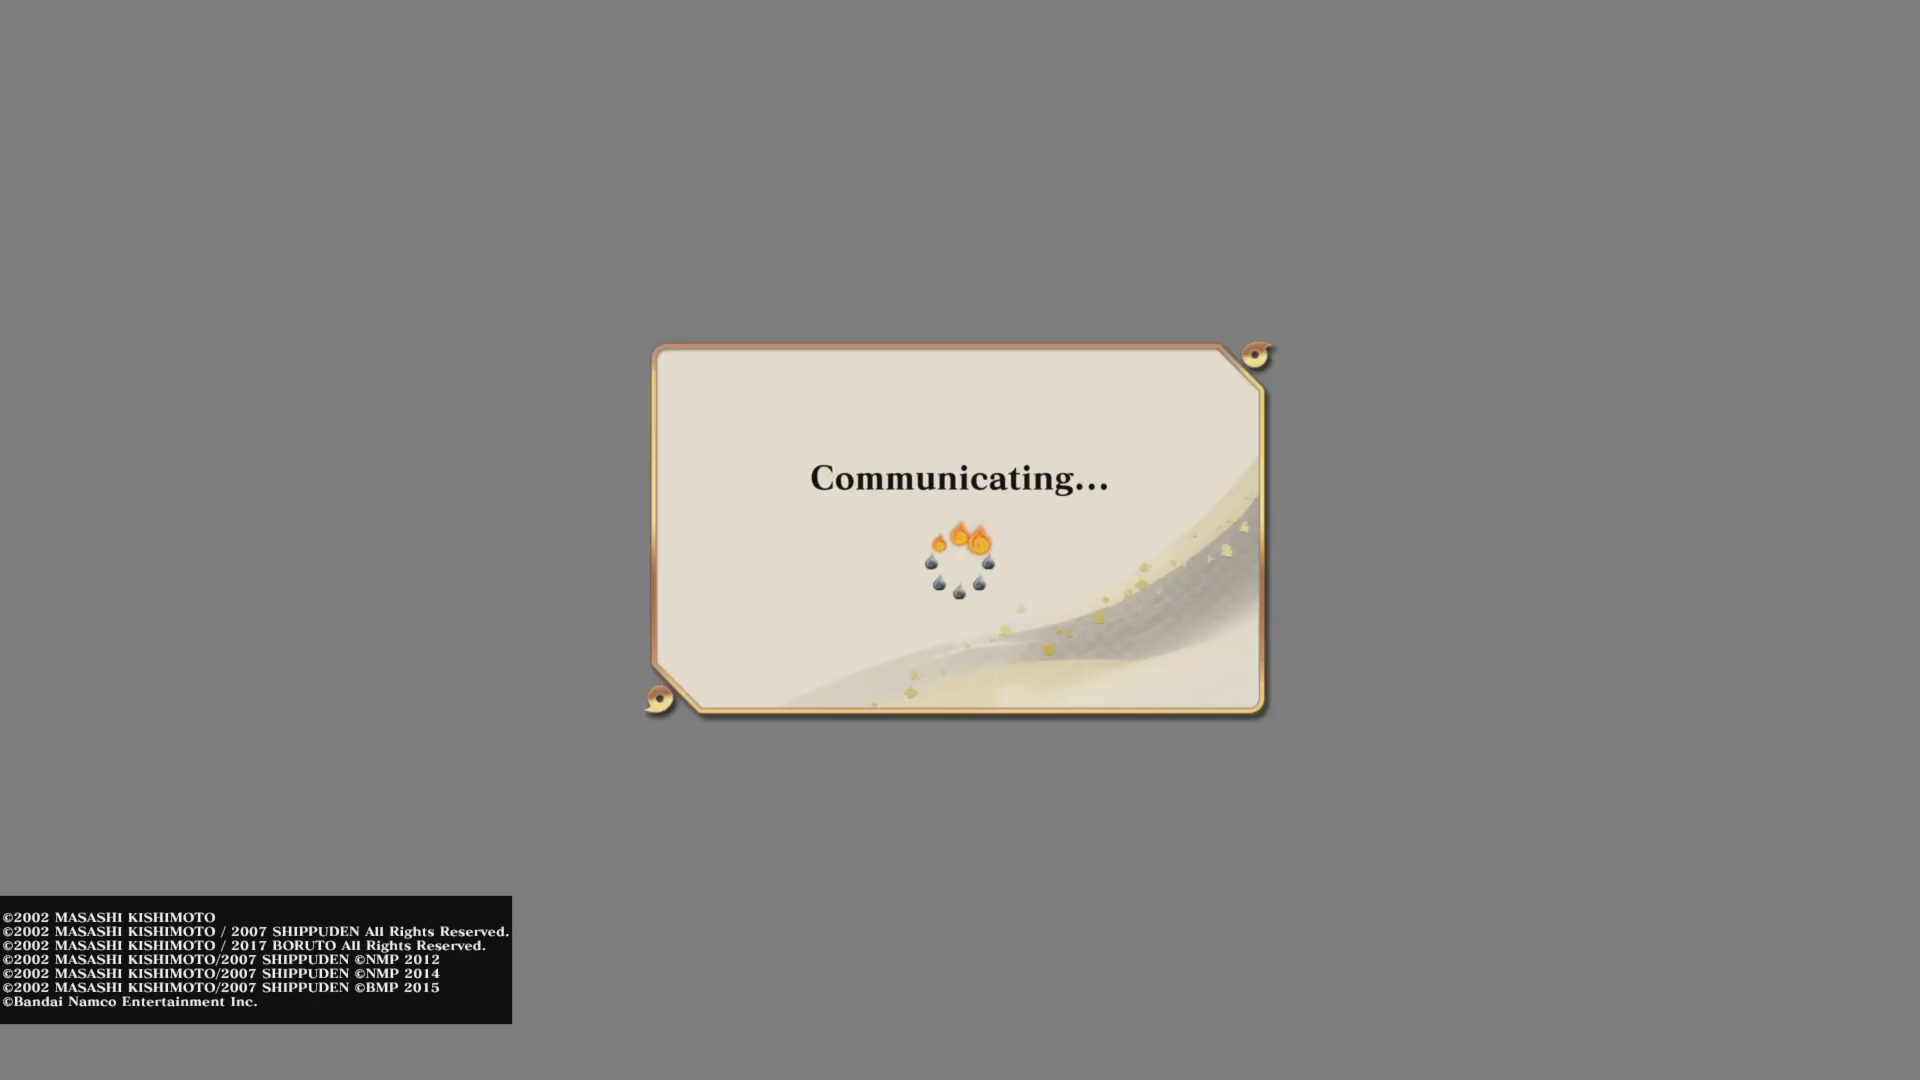 Communicating...
©2002 MASASHI KISHIMOTO
©2002 MASASHI KISHIMOTO / 2007 SHIPPUDEN All Rights Reserved.
©2002 MASASHI KISHIMOTO / 2017 BORUTO All Rights Reserved.
©2002 MASASHI KISHIMOTO/2007 SHIPPUDEN ©NMP 2012
©2002 MASASHI KISHIMOTO/2007 SHIPPUDEN ©NMP 2014
©2002 MASASHI KISHIMOTO/2007 SHIPPUDEN ©BMP 2015
©Bandai Namco Entertainment Inc.